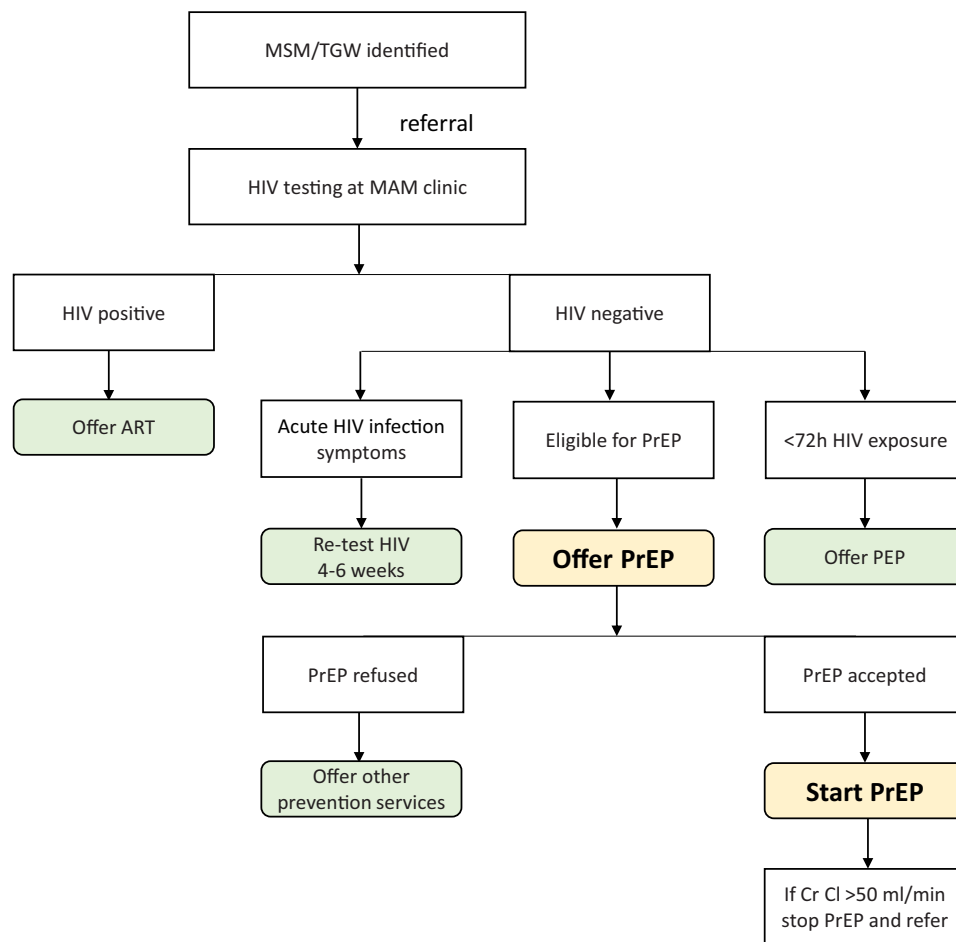 MSM/TGW identified
referral
HIV testing at MAM clinic
HIV positive
HIV negative
Offer ART
Acute HIV infection
symptoms
Eligible for PrEP
<72h HIV exposure
Re-test HIV
4-6 weeks
Offer PrEP
Offer PEP
PrEP refused
PrEP accepted
Offer other
prevention services
Start PrEP
If Cr Cl >50 ml/min
stop PrEP and refer